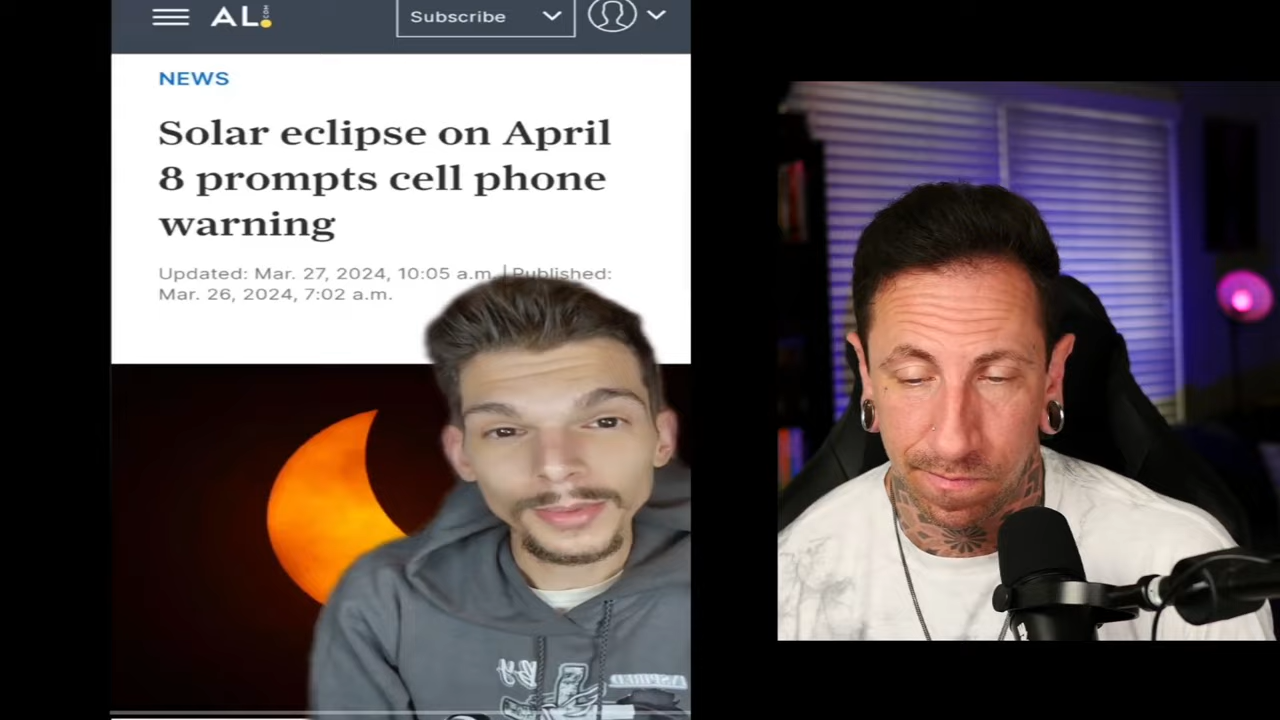 AL.com
Subscribe
NEWS
Solar eclipse on April
8 prompts cell phone
warning
Updated: Mar. 27, 2024, 10:05 a.m. | Published:
Mar. 26, 2024, 7:02 a.m.